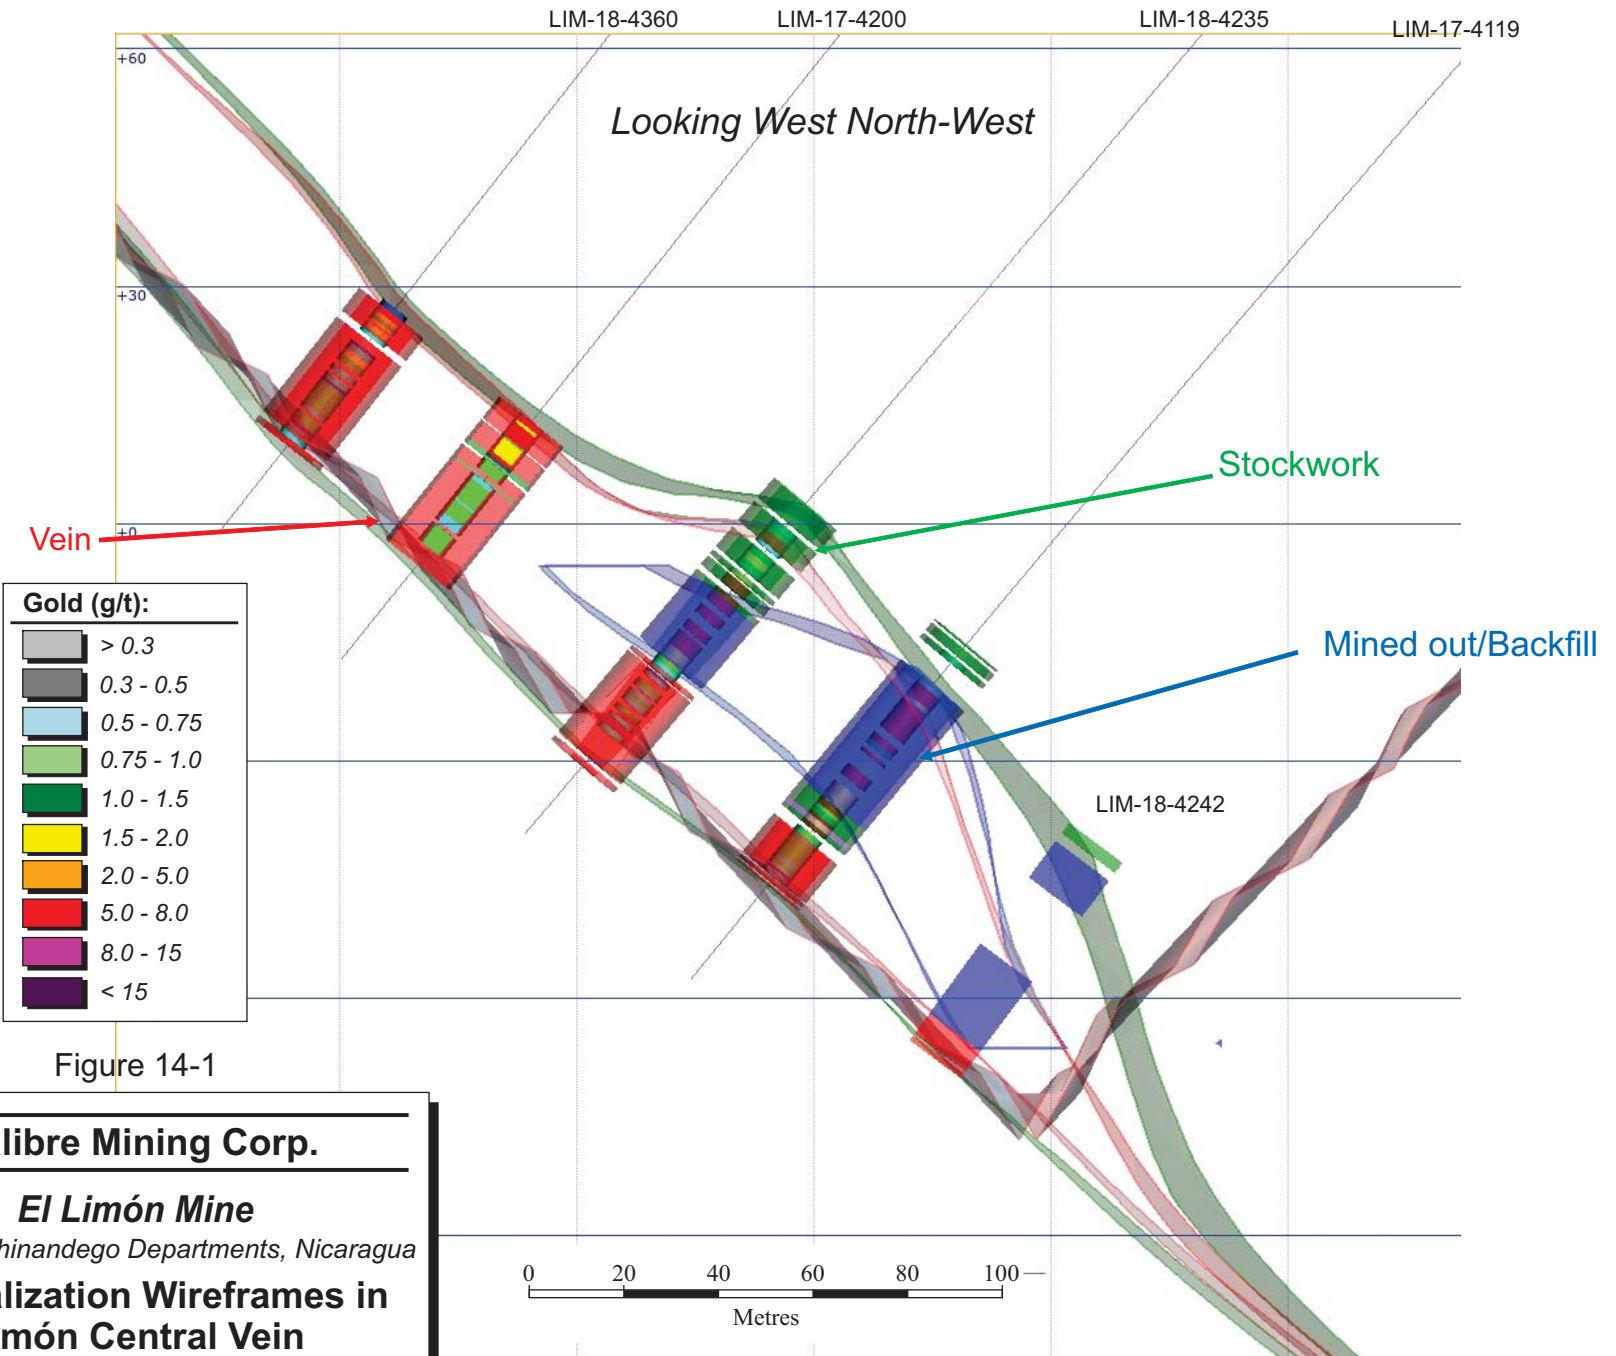 LIM-18-4360
LIM-17-4200
LIM-18-4235
LIM-17-4119
+60
Looking West North-West
+30
Stockwork
+0
Vein
Mined out/Backfill
Gold (g/t):
> 0.3
0.3 - 0.5
0.5 - 0.75
0.75 - 1.0
1.0 - 1.5
1.5 - 2.0
2.0 - 5.0
5.0 - 8.0
8.0 - 15
< 15
LIM-18-4242
Figure 14-1
libre Mining Corp.
El Limón Mine
hinandego Departments, Nicaragua
lization Wireframes in
món Central Vein
0 20 40 60 80 100
Metres